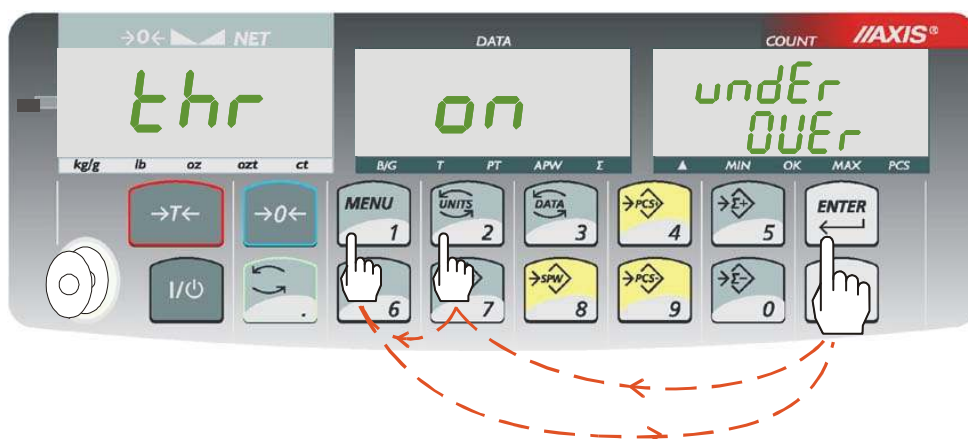 →0← NET
DATA
COUNT
//AXIS®
thr
on
undEr
OUEr
kg/g lb oz ozt ct
B/G T PT APW Σ
▲ MIN OK MAX PCS
→T←
→0←
MENU
1
UNITS
2
DATA
3
→PCS
4
→Σ+
5
ENTER
I/⏻
.
6
7
→SPW
8
→PCS-
9
→Σ-
0